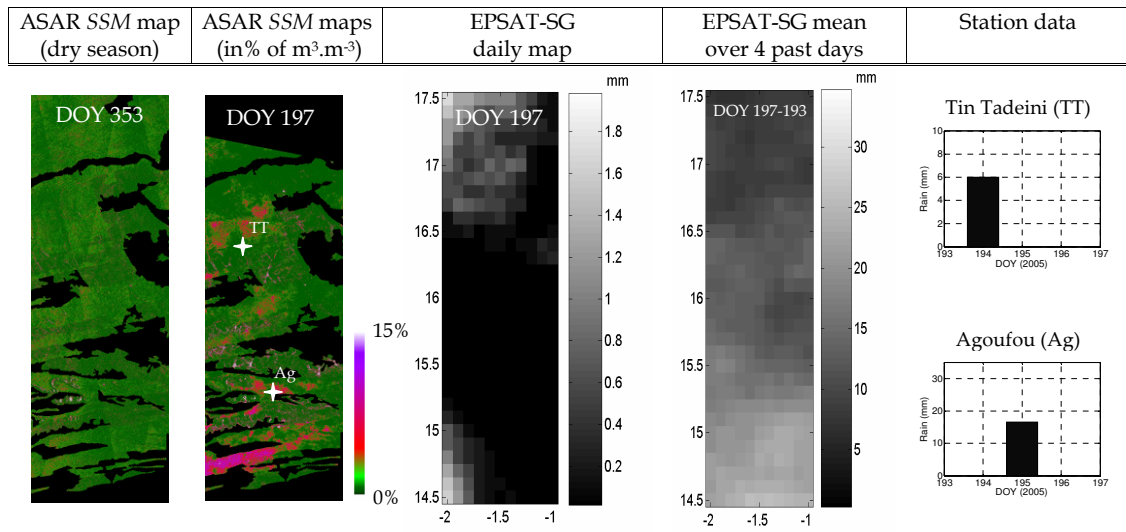 ASAR SSM map
(dry season)
ASAR SSM maps
(in% of m³.m⁻³)
EPSAT-SG
daily map
EPSAT-SG mean
over 4 past days
Station data
DOY 353
DOY 197
TT
Ag
15%
0%
mm
17.5
17
16.5
16
15.5
15
14.5
DOY 197
-2
-1
1.8
1.6
1.4
1.2
1
0.8
0.6
0.4
0.2
mm
17.5
17
16.5
16
15.5
15
14.5
DOY 197-193
-2
-1
30
25
20
15
10
5
Tin Tadeini (TT)
10
8
6
4
2
0
Rain (mm)
193 194 195 196 197
DOY (2005)
Agoufou (Ag)
30
20
10
0
Rain (mm)
193 194 195 196 197
DOY (2005)